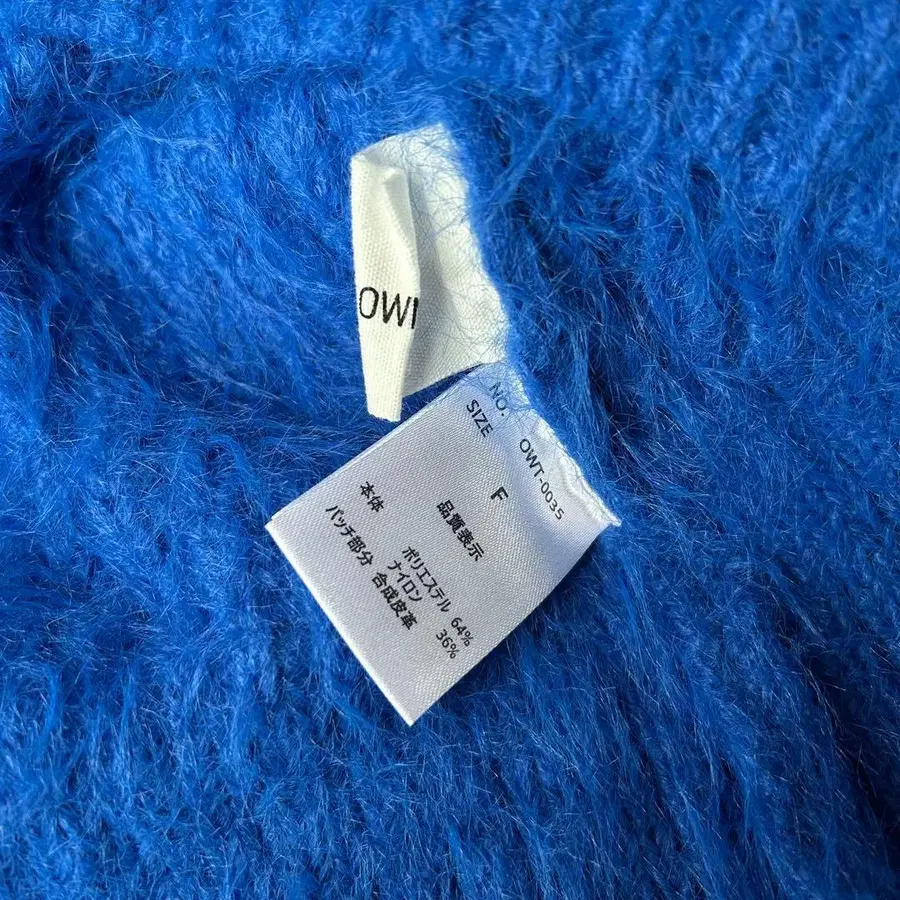 OWI
NO. OWT-0035
SIZE F
品質表示
本体 ポリエステル 64%
ナイロン 36%
パッチ部分 合成皮革